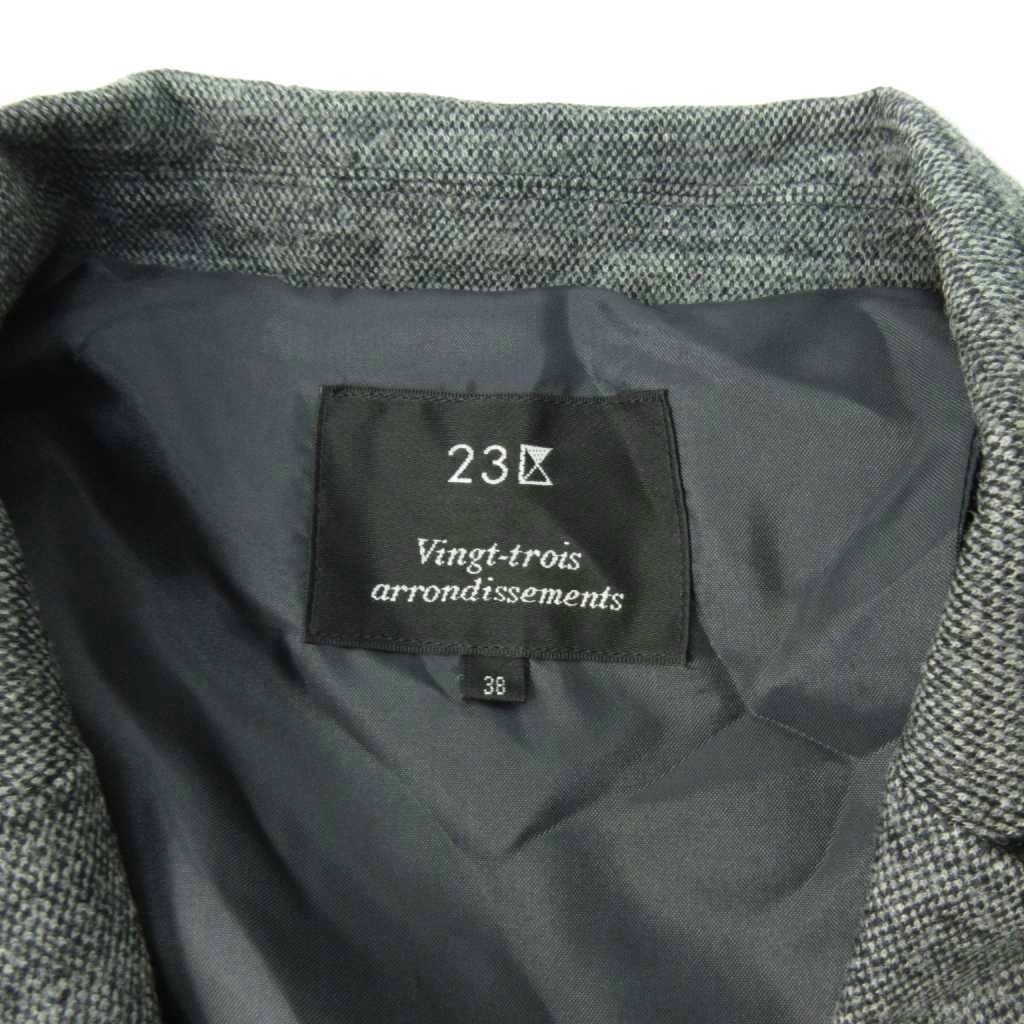 23区
Vingt-trois
arrondissements
38